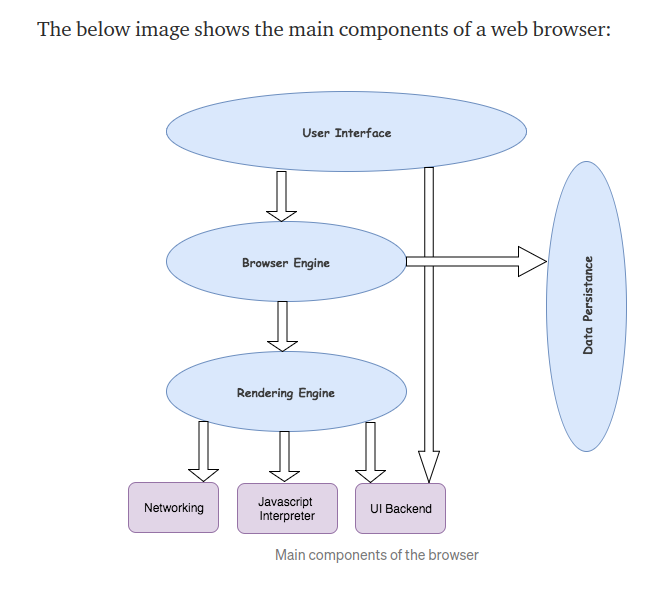 The below image shows the main components of a web browser:
User Interface
Browser Engine
Data Persistance
Rendering Engine
Networking
Javascript
Interpreter
UI Backend
Main components of the browser